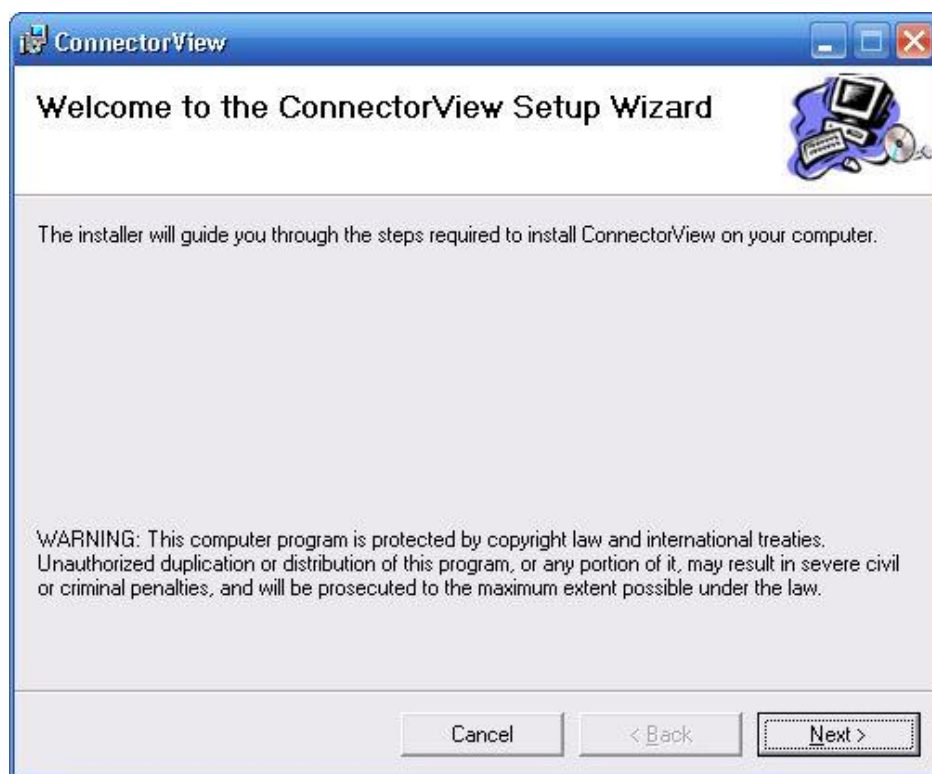 ConnectorView
Welcome to the ConnectorView Setup Wizard
The installer will guide you through the steps required to install ConnectorView on your computer.
WARNING: This computer program is protected by copyright law and international treaties.
Unauthorized duplication or distribution of this program, or any portion of it, may result in severe civil
or criminal penalties, and will be prosecuted to the maximum extent possible under the law.
Cancel
< Back
Next >